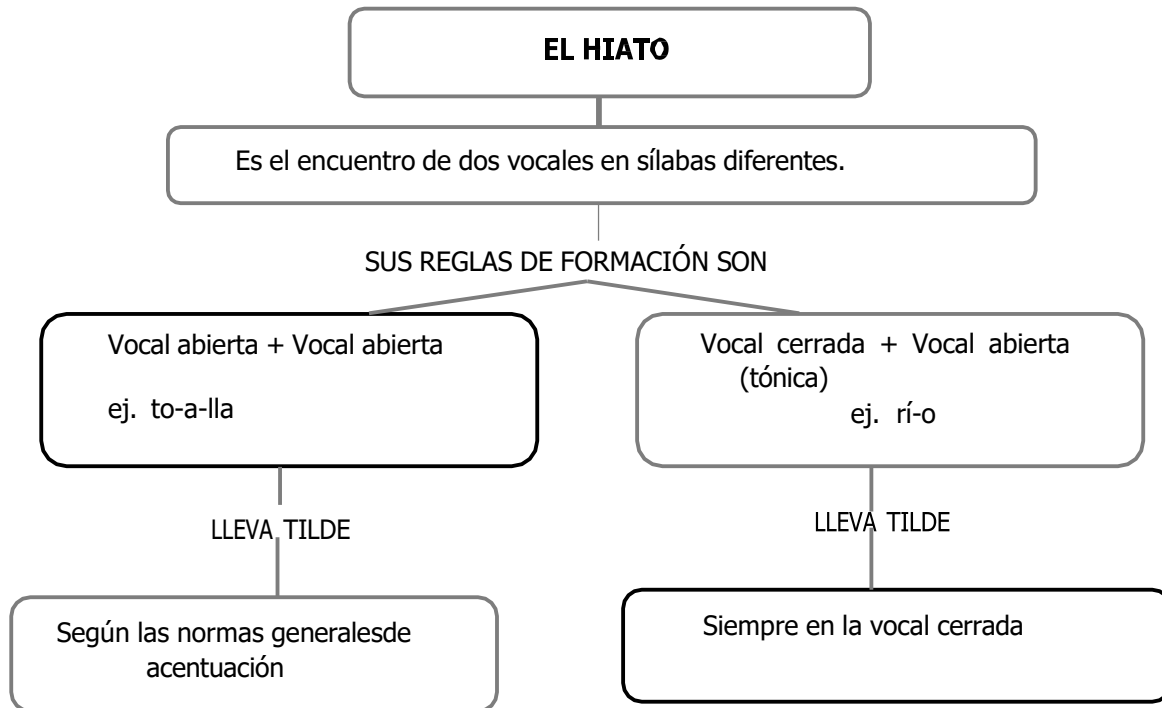 EL HIATO
Es el encuentro de dos vocales en sílabas diferentes.
SUS REGLAS DE FORMACIÓN SON
Vocal abierta + Vocal abierta
ej. to-a-lla
Vocal cerrada + Vocal abierta
(tónica)
ej. rí-o
LLEVA TILDE
LLEVA TILDE
Según las normas generalesde
acentuación
Siempre en la vocal cerrada